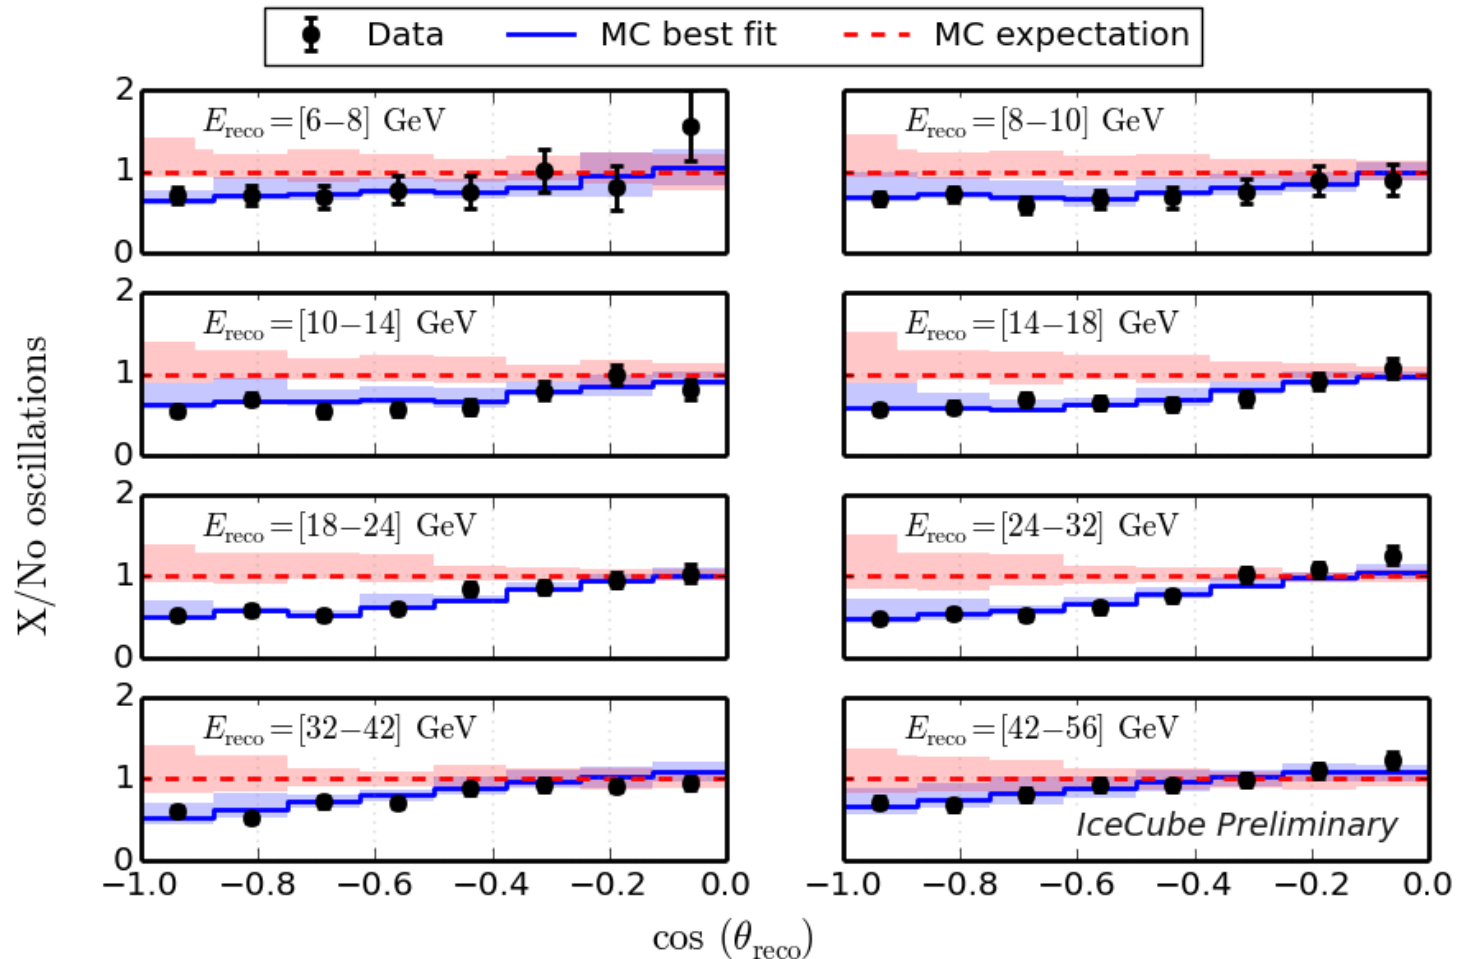 Data MC best fit MC expectation
X/No oscillations
2
1
0
E_reco = [6−8] GeV
E_reco = [8−10] GeV
2
1
0
E_reco = [10−14] GeV
E_reco = [14−18] GeV
2
1
0
E_reco = [18−24] GeV
E_reco = [24−32] GeV
2
1
0
E_reco = [32−42] GeV
E_reco = [42−56] GeV
IceCube Preliminary
−1.0 −0.8 −0.6 −0.4 −0.2 0.0
−1.0 −0.8 −0.6 −0.4 −0.2 0.0
cos (θ_reco)